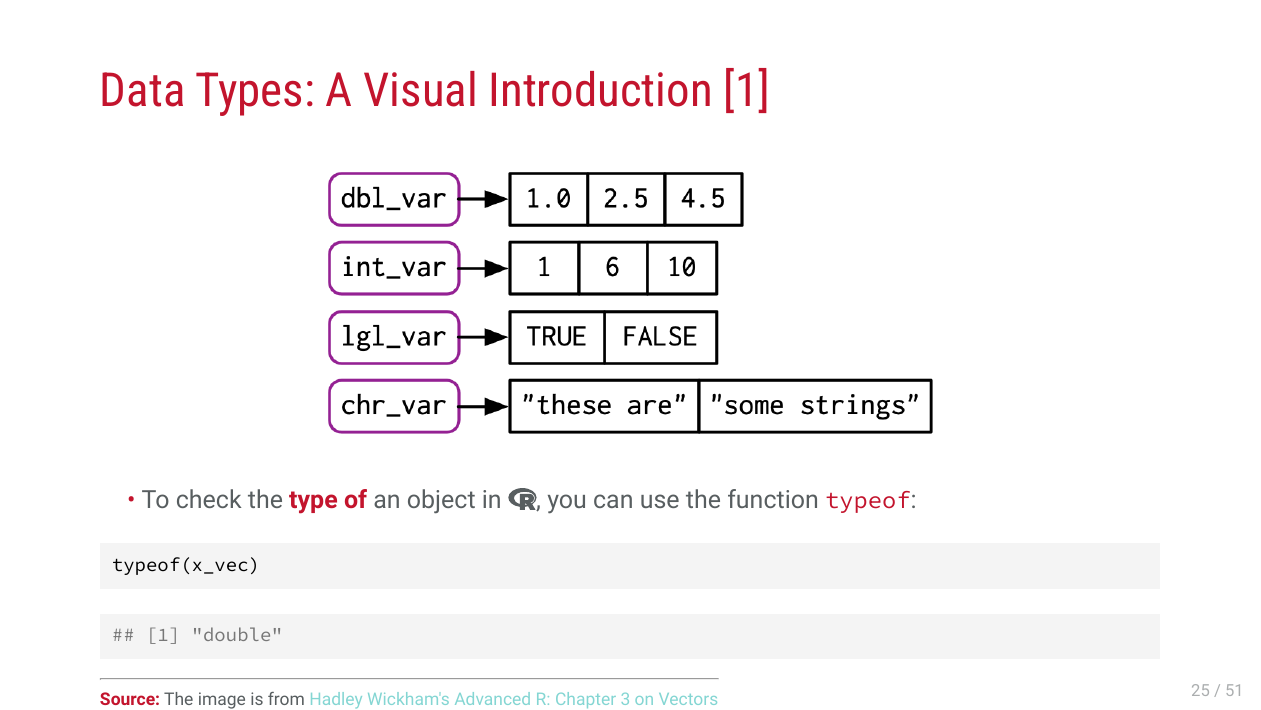 Data Types: A Visual Introduction [1]
dbl_var 1.0 2.5 4.5
int_var 1 6 10
lgl_var TRUE FALSE
chr_var "these are" "some strings"
• To check the type of an object in R, you can use the function typeof:
typeof(x_vec)
## [1] "double"
Source: The image is from Hadley Wickham's Advanced R: Chapter 3 on Vectors
25 / 51